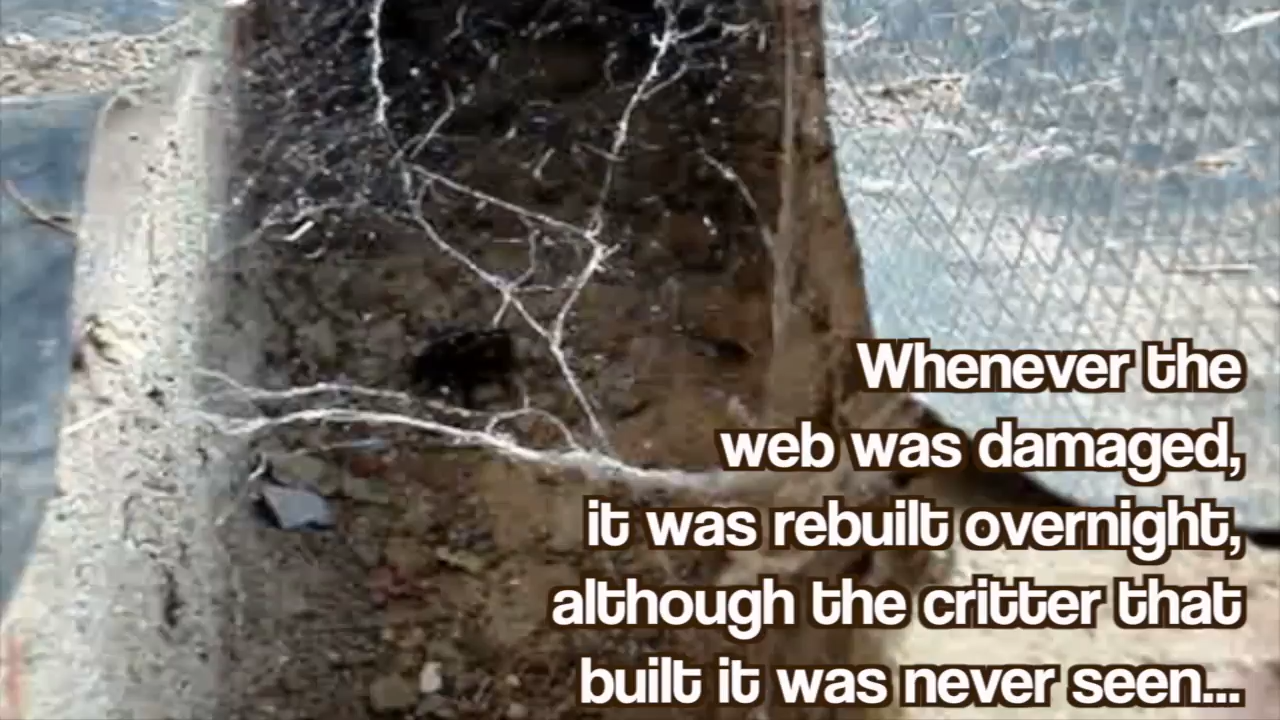 Whenever the
web was damaged,
it was rebuilt overnight,
although the critter that
built it was never seen...